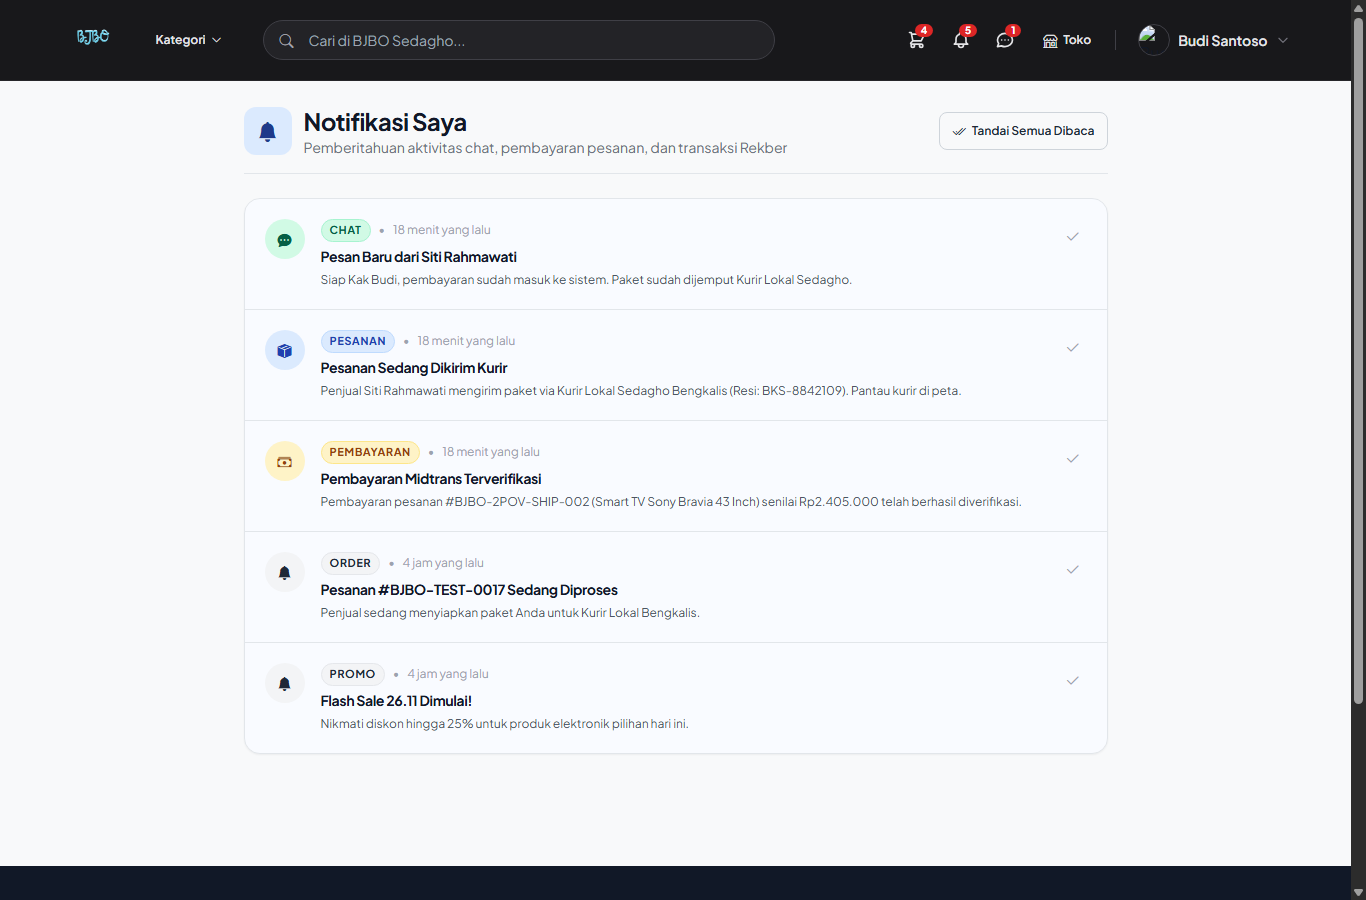 BJBO
Kategori
Cari di BJBO Sedagho...
4
5
1
Toko
Budi Santoso
Notifikasi Saya
Pemberitahuan aktivitas chat, pembayaran pesanan, dan transaksi Rekber
Tandai Semua Dibaca
CHAT • 18 menit yang lalu
Pesan Baru dari Siti Rahmawati
Siap Kak Budi, pembayaran sudah masuk ke sistem. Paket sudah dijemput Kurir Lokal Sedagho.
PESANAN • 18 menit yang lalu
Pesanan Sedang Dikirim Kurir
Penjual Siti Rahmawati mengirim paket via Kurir Lokal Sedagho Bengkalis (Resi: BKS-8842109). Pantau kurir di peta.
PEMBAYARAN • 18 menit yang lalu
Pembayaran Midtrans Terverifikasi
Pembayaran pesanan #BJBO-2POV-SHIP-002 (Smart TV Sony Bravia 43 Inch) senilai Rp2.405.000 telah berhasil diverifikasi.
ORDER • 4 jam yang lalu
Pesanan #BJBO-TEST-0017 Sedang Diproses
Penjual sedang menyiapkan paket Anda untuk Kurir Lokal Bengkalis.
PROMO • 4 jam yang lalu
Flash Sale 26.11 Dimulai!
Nikmati diskon hingga 25% untuk produk elektronik pilihan hari ini.